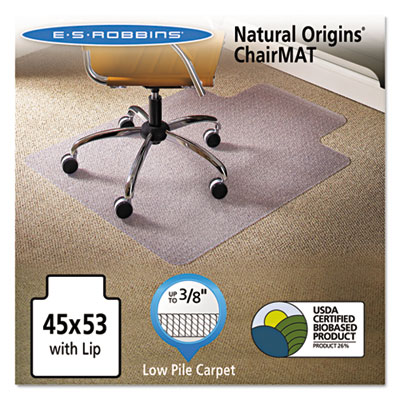 E·S·ROBBINS®
Natural Origins®
ChairMAT
45x53
with Lip
UP TO 3/8"
Low Pile Carpet
USDA
CERTIFIED
BIOBASED
PRODUCT
PRODUCT 26%